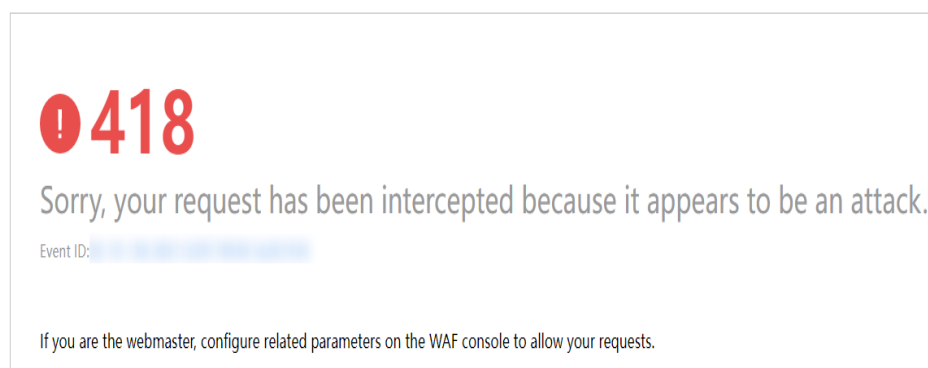 ! 418
Sorry, your request has been intercepted because it appears to be an attack.
Event ID:
If you are the webmaster, configure related parameters on the WAF console to allow your requests.